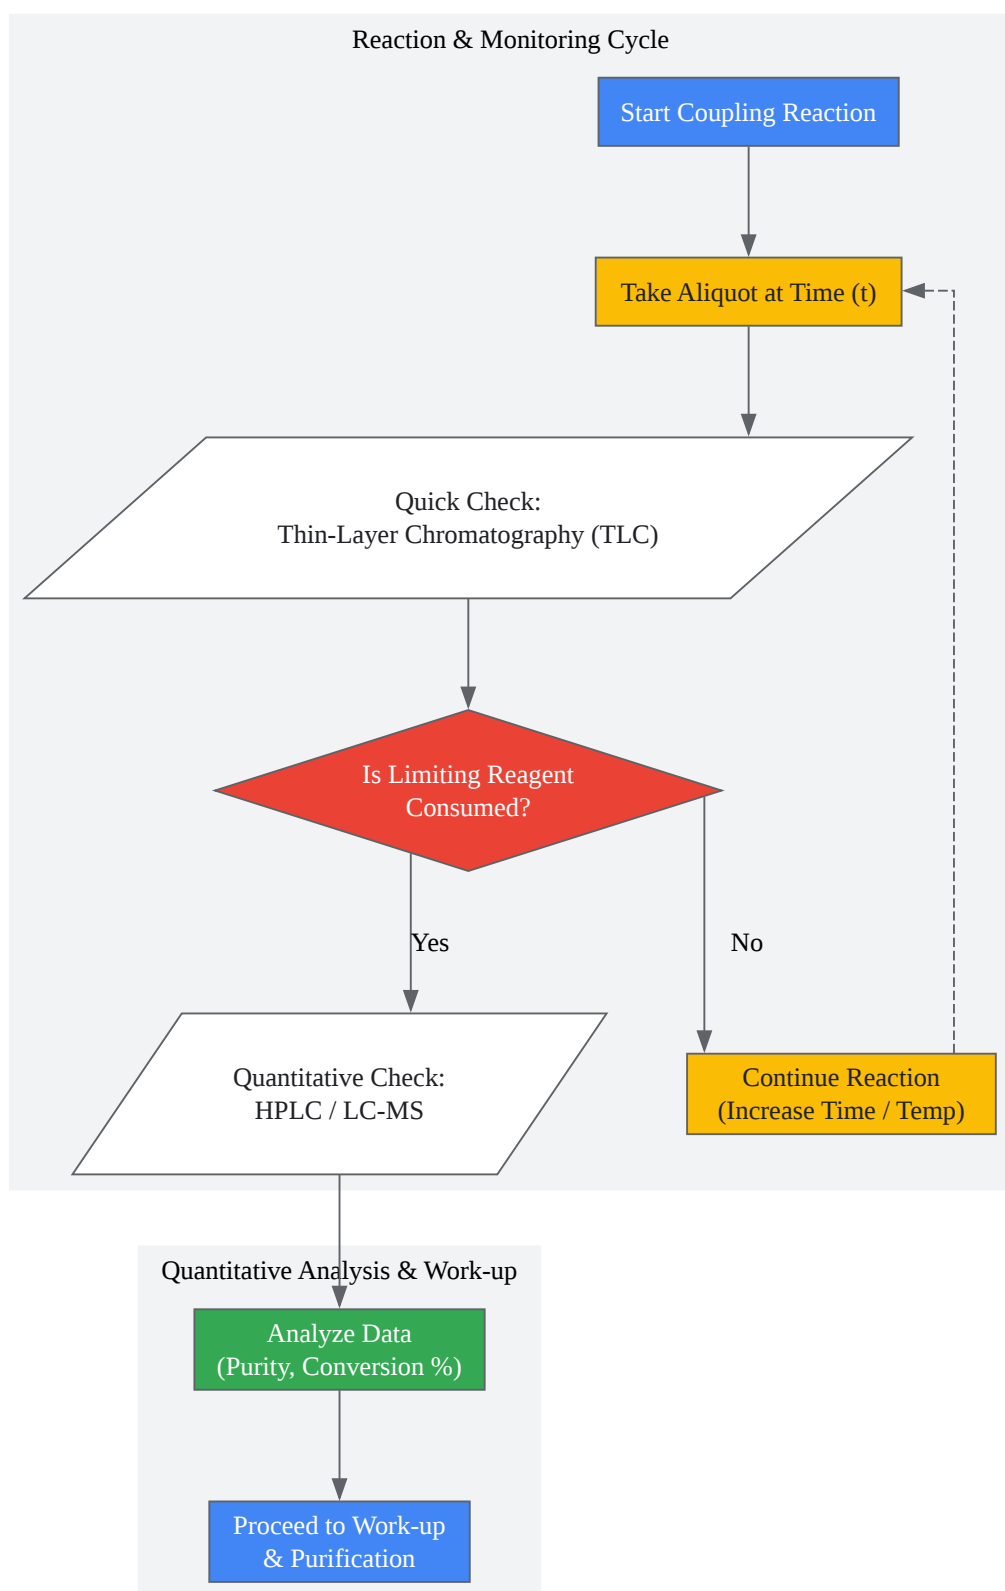 Reaction & Monitoring Cycle
Start Coupling Reaction
Take Aliquot at Time (t)
Quick Check:
Thin-Layer Chromatography (TLC)
Is Limiting Reagent
Consumed?
Yes
No
Quantitative Check:
HPLC / LC-MS
Continue Reaction
(Increase Time / Temp)
Quantitative Analysis & Work-up
Analyze Data
(Purity, Conversion %)
Proceed to Work-up
& Purification